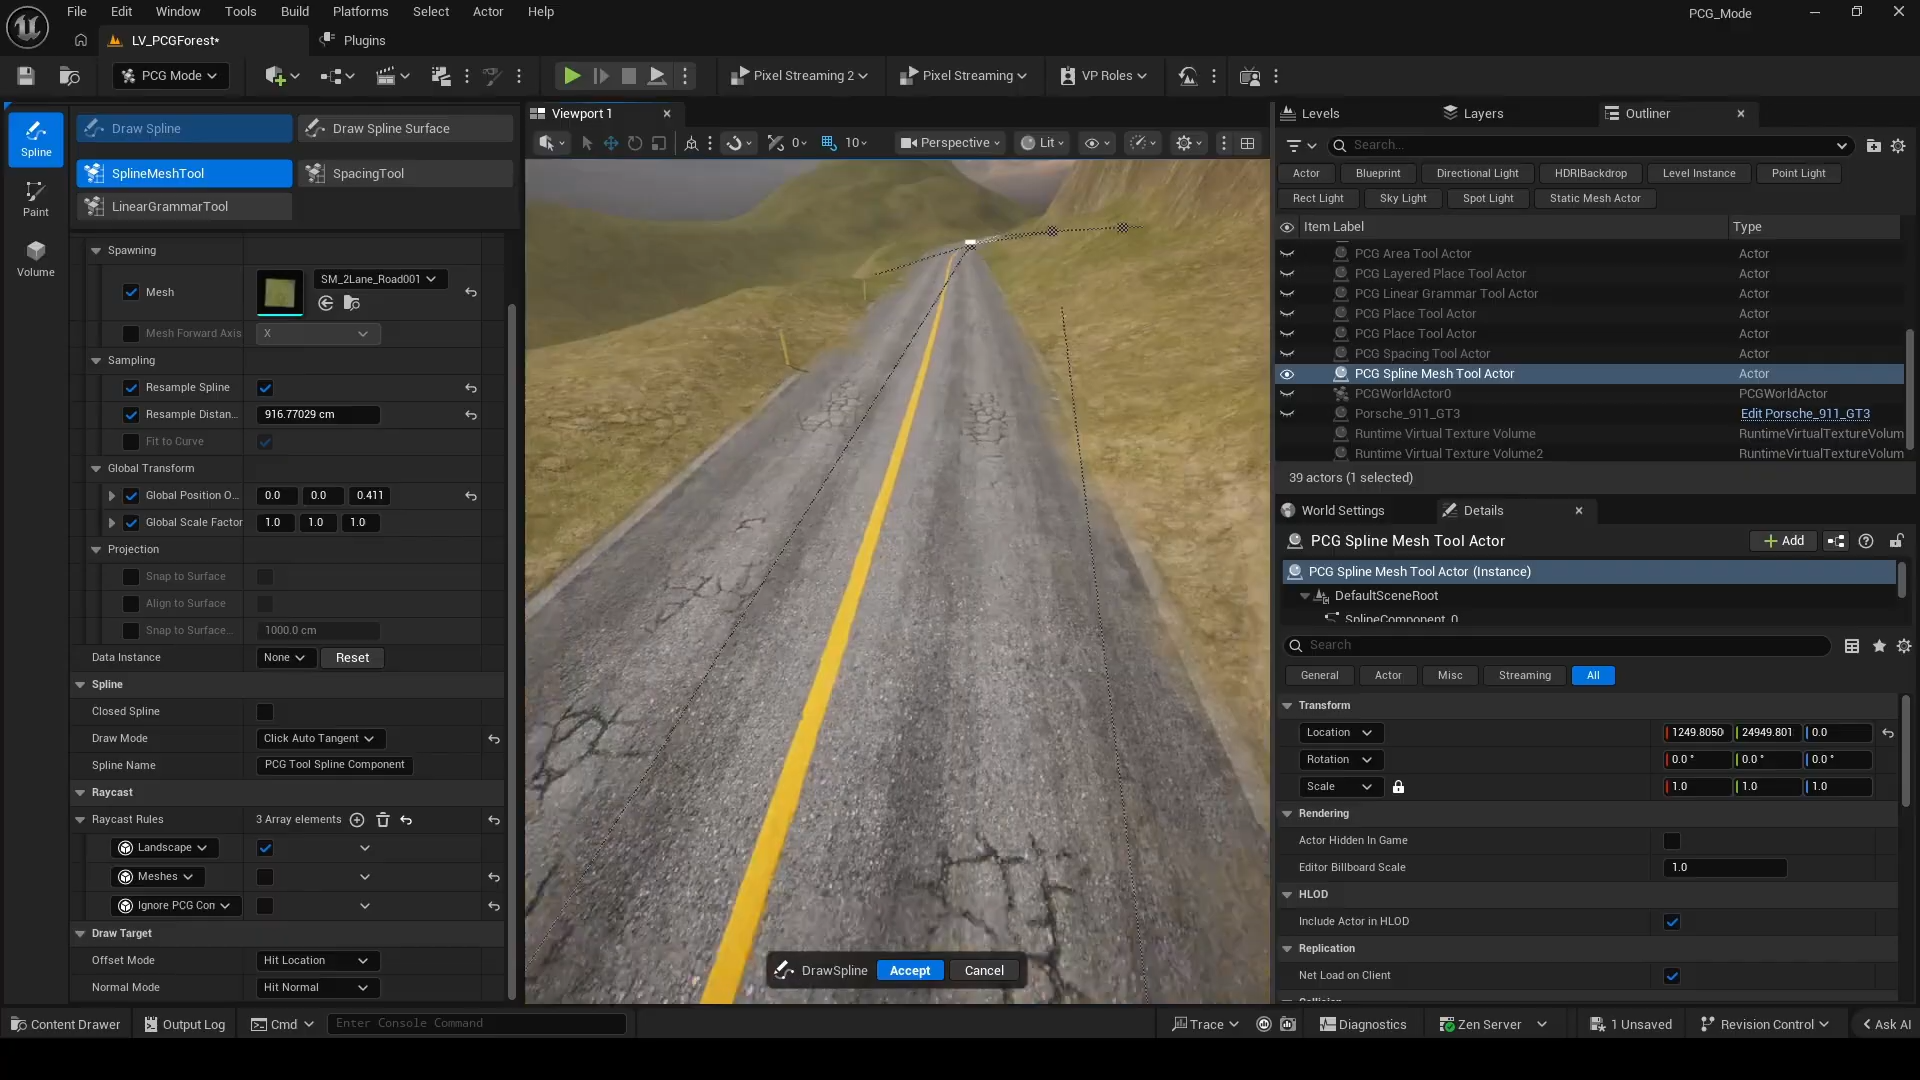 File Edit Window Tools Build Platforms Select Actor Help
PCG_Mode
LV_PCGForest*
Plugins
PCG Mode
Pixel Streaming 2
Pixel Streaming
VP Roles
Spline
Paint
Volume
Draw Spline
Draw Spline Surface
SplineMeshTool
SpacingTool
LinearGrammarTool
Spawning
Mesh
SM_2Lane_Road001
Mesh Forward Axis X
Sampling
Resample Spline
Resample Distan... 916.77029 cm
Fit to Curve
Global Transform
Global Position O... 0.0 0.0 0.411
Global Scale Factor 1.0 1.0 1.0
Projection
Snap to Surface
Align to Surface
Snap to Surface... 1000.0 cm
Data Instance None Reset
Spline
Closed Spline
Draw Mode Click Auto Tangent
Spline Name PCG Tool Spline Component
Raycast
Raycast Rules 3 Array elements
Landscape
Meshes
Ignore PCG Con
Draw Target
Offset Mode Hit Location
Normal Mode Hit Normal
Viewport 1
0 10 Perspective Lit
DrawSpline Accept Cancel
Levels Layers Outliner
Search...
Actor Blueprint Directional Light HDRIBackdrop Level Instance Point Light
Rect Light Sky Light Spot Light Static Mesh Actor
Item Label Type
PCG Area Tool Actor Actor
PCG Layered Place Tool Actor Actor
PCG Linear Grammar Tool Actor Actor
PCG Place Tool Actor Actor
PCG Place Tool Actor Actor
PCG Spacing Tool Actor Actor
PCG Spline Mesh Tool Actor Actor
PCGWorldActor0 PCGWorldActor
Porsche_911_GT3 Edit Porsche_911_GT3
Runtime Virtual Texture Volume RuntimeVirtualTextureVolum
Runtime Virtual Texture Volume2 RuntimeVirtualTextureVolum
39 actors (1 selected)
World Settings Details
PCG Spline Mesh Tool Actor
Add
PCG Spline Mesh Tool Actor (Instance)
DefaultSceneRoot
SplineComponent_0
Search
General Actor Misc Streaming All
Transform
Location 1249.8050 24949.801 0.0
Rotation 0.0 ° 0.0 ° 0.0 °
Scale 1.0 1.0 1.0
Rendering
Actor Hidden In Game
Editor Billboard Scale 1.0
HLOD
Include Actor in HLOD
Replication
Net Load on Client
Collision
Content Drawer Output Log Cmd Enter Console Command
Trace Diagnostics Zen Server 1 Unsaved Revision Control Ask AI